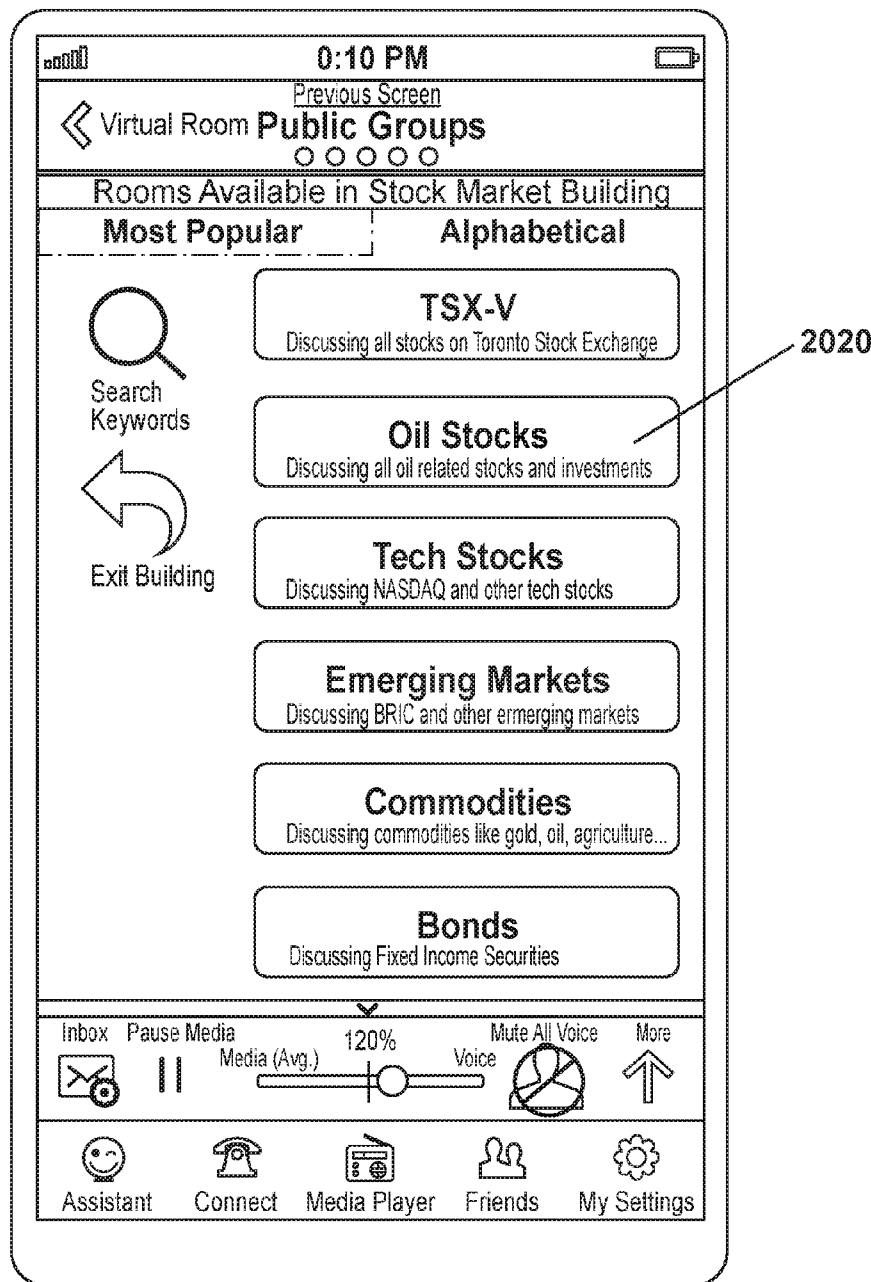 0:10 PM
Previous Screen
Virtual Room Public Groups
Rooms Available in Stock Market Building
Most Popular Alphabetical
TSX-V
Discussing all stocks on Toronto Stock Exchange
2020
Search
Keywords
Oil Stocks
Discussing all oil related stocks and investments
Exit Building
Tech Stocks
Discussing NASDAQ and other tech stocks
Emerging Markets
Discussing BRIC and other ermerging markets
Commodities
Discussing commodities like gold, oil, agriculture...
Bonds
Discussing Fixed Income Securities
Inbox Pause Media 120% Mute All Voice More
Media (Avg.) Voice
Assistant Connect Media Player Friends My Settings